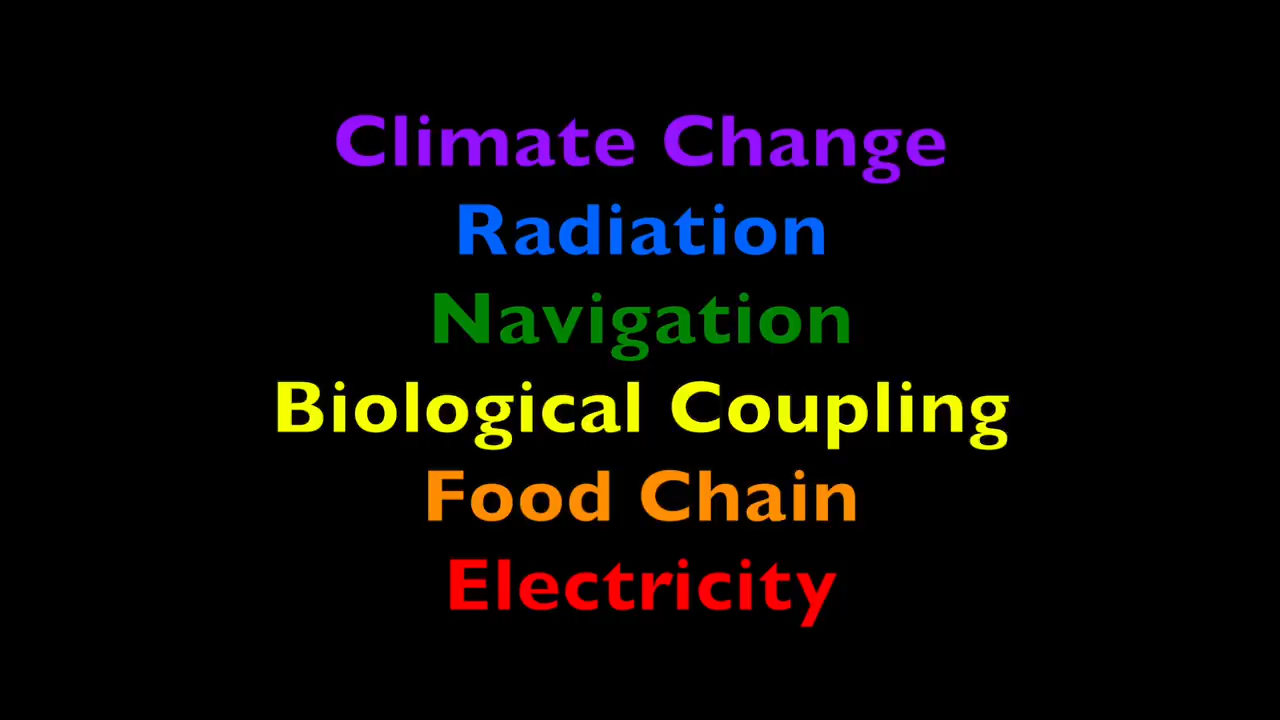 Climate Change
Radiation
Navigation
Biological Coupling
Food Chain
Electricity